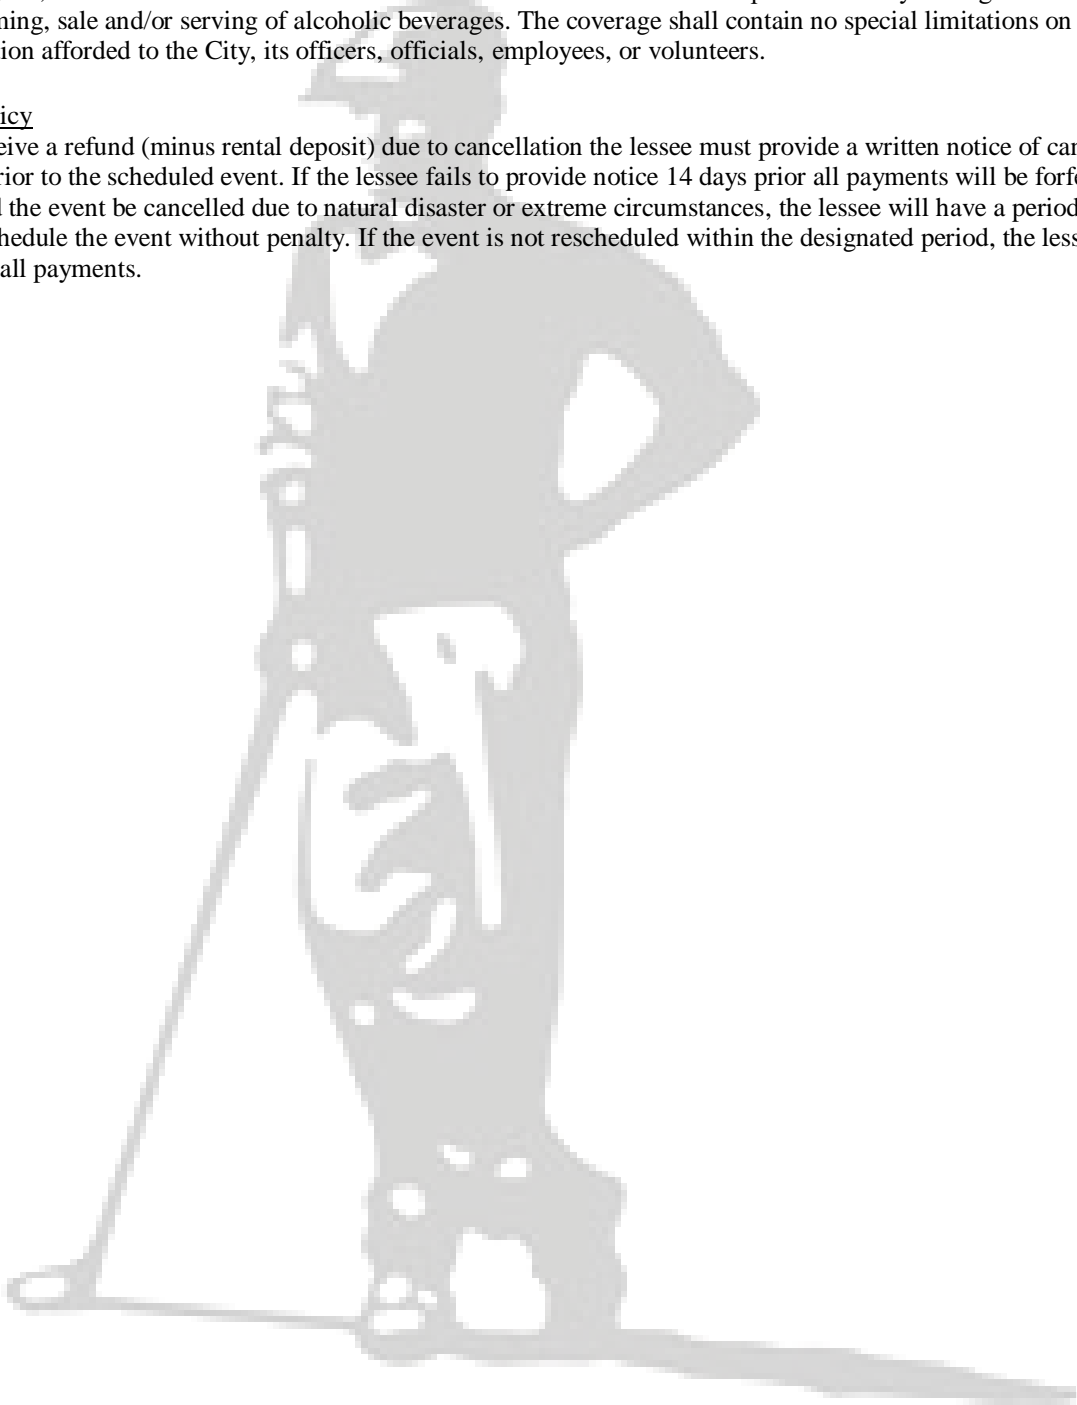 ning, sale and/or serving of alcoholic beverages. The coverage shall contain no special limitations on
ion afforded to the City, its officers, officials, employees, or volunteers.
icy
eive a refund (minus rental deposit) due to cancellation the lessee must provide a written notice of can
rior to the scheduled event. If the lessee fails to provide notice 14 days prior all payments will be forfe
d the event be cancelled due to natural disaster or extreme circumstances, the lessee will have a period
hedule the event without penalty. If the event is not rescheduled within the designated period, the less
all payments.